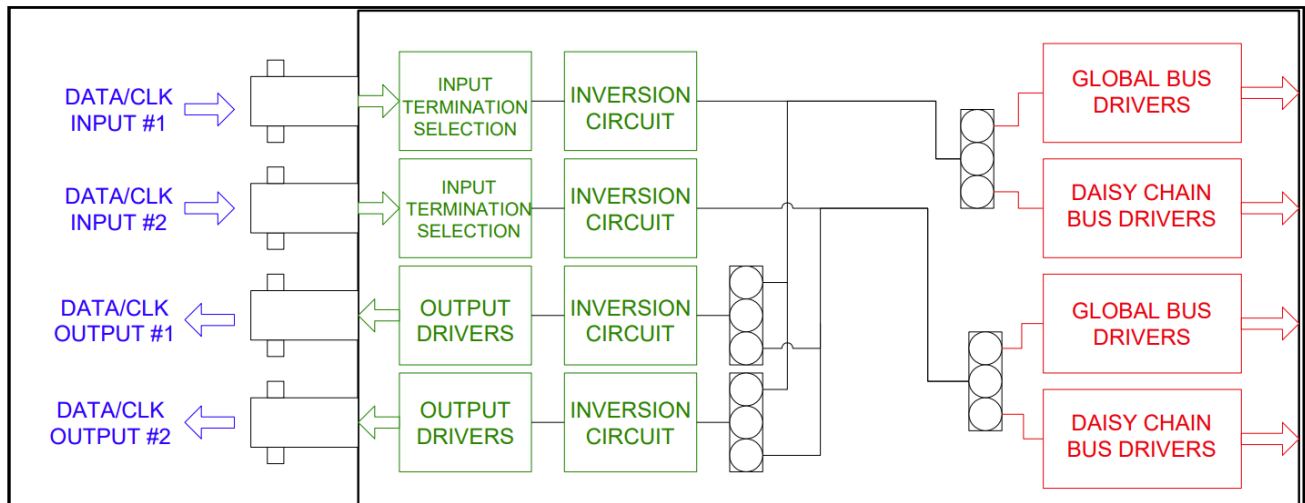 DATA/CLK
INPUT #1
INPUT
TERMINATION
SELECTION
INVERSION
CIRCUIT
GLOBAL BUS
DRIVERS
DATA/CLK
INPUT #2
INPUT
TERMINATION
SELECTION
INVERSION
CIRCUIT
DAISY CHAIN
BUS DRIVERS
DATA/CLK
OUTPUT #1
OUTPUT
DRIVERS
INVERSION
CIRCUIT
GLOBAL BUS
DRIVERS
DATA/CLK
OUTPUT #2
OUTPUT
DRIVERS
INVERSION
CIRCUIT
DAISY CHAIN
BUS DRIVERS